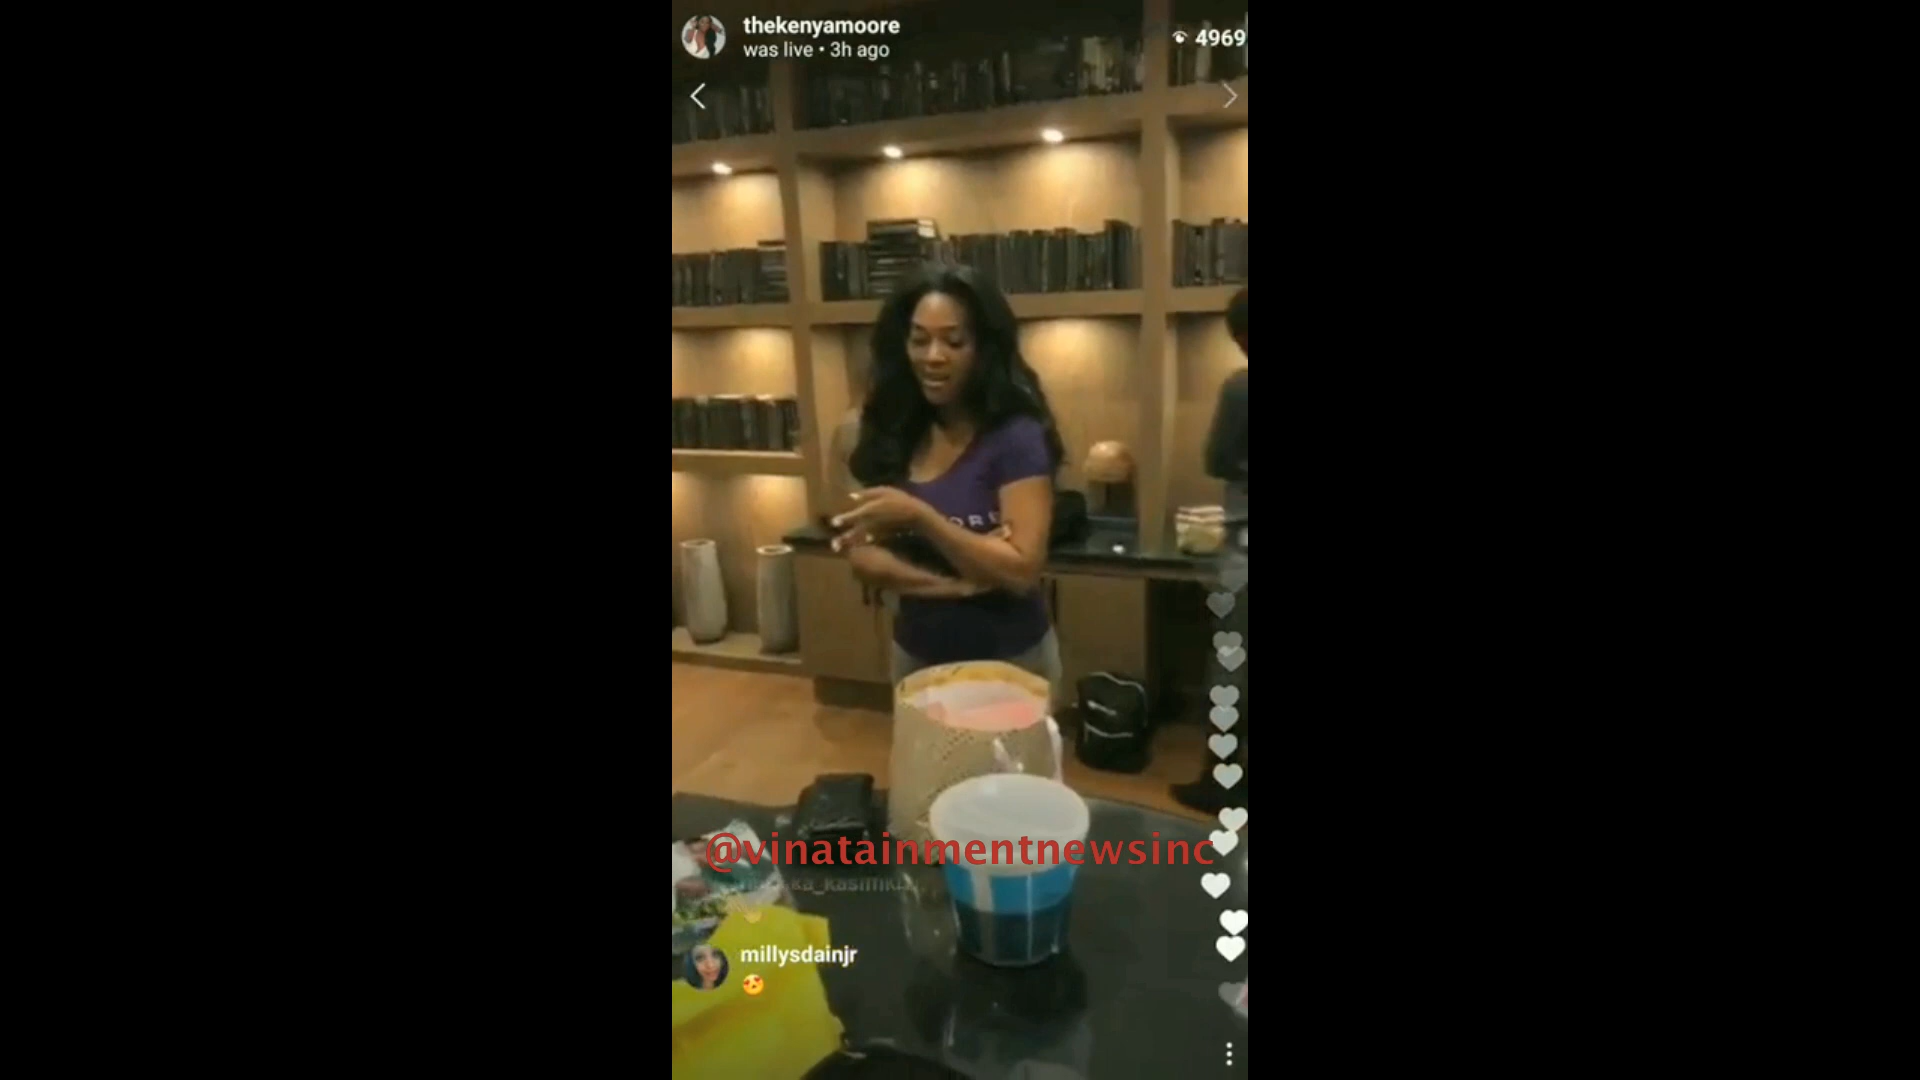 thekenyamoore
was live • 3h ago
4969
@vinatainmentnewsinc
millysdainjr
😍